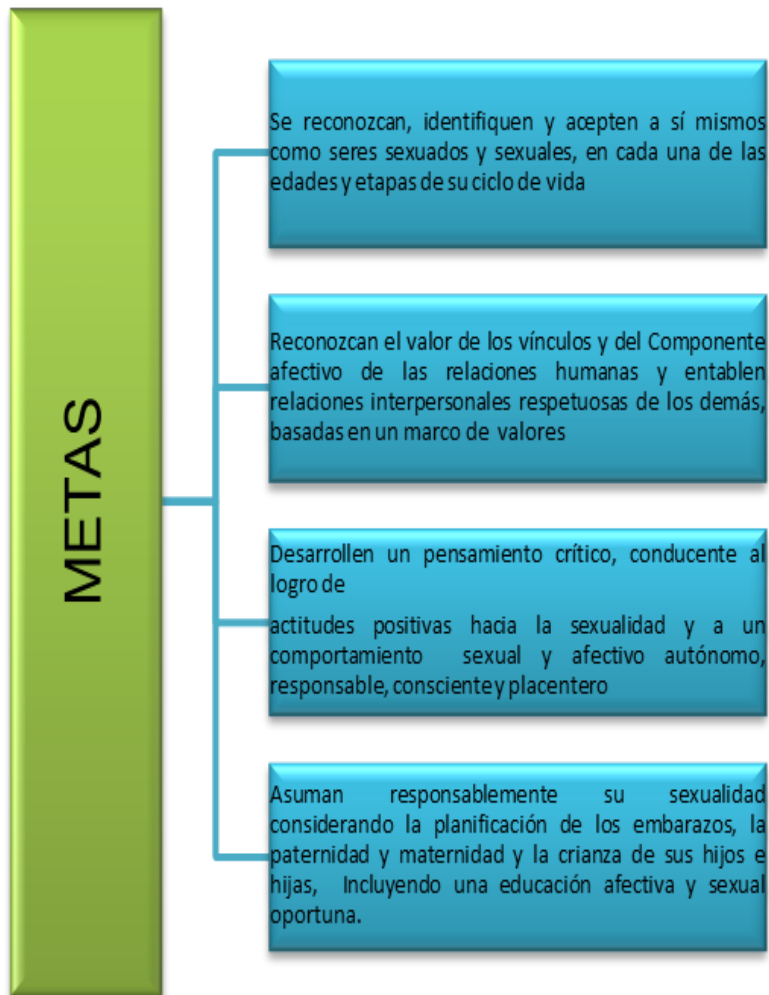 METAS
Se reconozcan, identifiquen y acepten a sí mismos
como seres sexuados y sexuales, en cada una de las
edades y etapas de su ciclo de vida
Reconozcan el valor de los vínculos y del Componente
afectivo de las relaciones humanas y entablen
relaciones interpersonales respetuosas de los demás,
basadas en un marco de valores
Desarrollen un pensamiento crítico, conducente al
logro de
actitudes positivas hacia la sexualidad y a un
comportamiento sexual y afectivo autónomo,
responsable, consciente y placentero
Asuman responsablemente su sexualidad
considerando la planificación de los embarazos, la
paternidad y maternidad y la crianza de sus hijos e
hijas, Incluyendo una educación afectiva y sexual
oportuna.